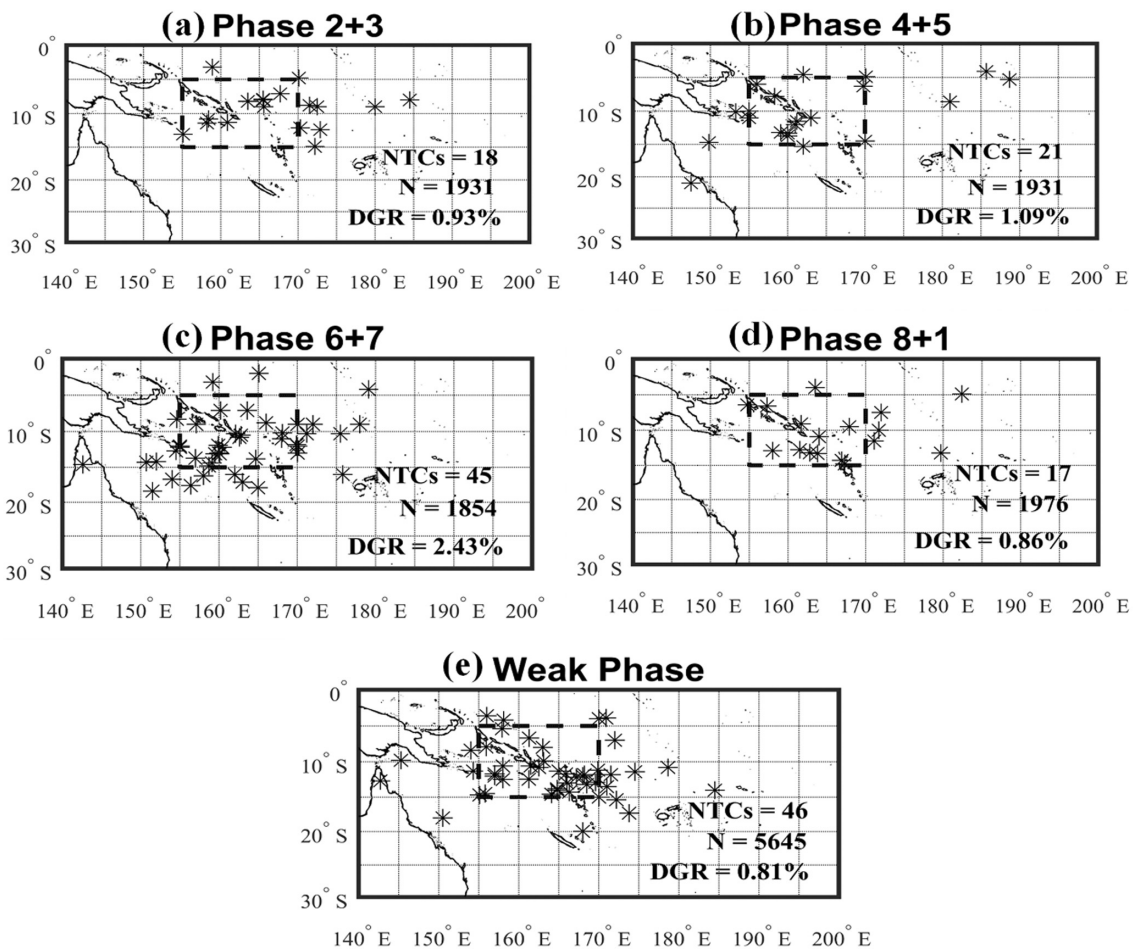 (a) Phase 2+3
0° 
10° S
20° S
30° S
NTCs = 18
N = 1931
DGR = 0.93%
140° E 150° E 160° E 170° E 180° E 190° E 200° E
(b) Phase 4+5
0°
10° S
20° S
30° S
NTCs = 21
N = 1931
DGR = 1.09%
140° E 150° E 160° E 170° E 180° E 190° E 200° E
(c) Phase 6+7
0°
10° S
20° S
30° S
NTCs = 45
N = 1854
DGR = 2.43%
140° E 150° E 160° E 170° E 180° E 190° E 200° E
(d) Phase 8+1
0°
10° S
20° S
30° S
NTCs = 17
N = 1976
DGR = 0.86%
140° E 150° E 160° E 170° E 180° E 190° E 200° E
(e) Weak Phase
0°
10° S
20° S
30° S
NTCs = 46
N = 5645
DGR = 0.81%
140° E 150° E 160° E 170° E 180° E 190° E 200° E